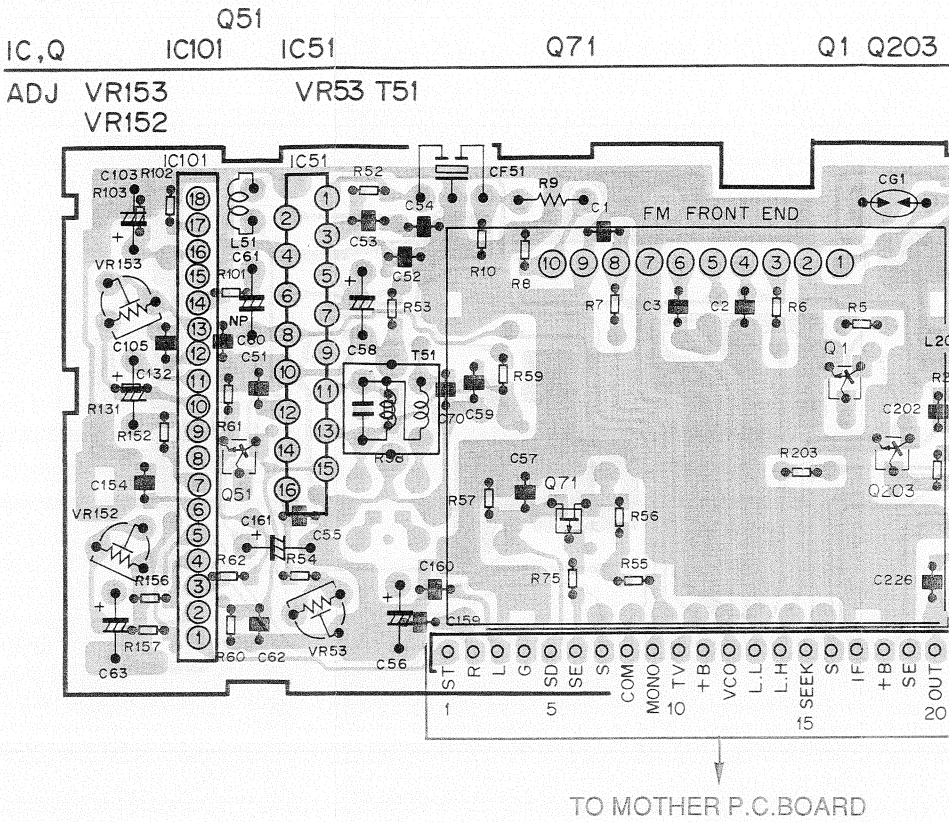 Q51
IC,Q IC101 IC51 Q71 Q1 Q203
ADJ VR153 VR53 T51
VR152
IC101 IC51
C103 R102 R52 CF51 R9 CG1
R103
18 1 C54 C1
17 2 FM FRONT END
L51 3 C53
16 4 R10
VR153 C61 C52 R8
15 R101 5 10 9 8 7 6 5 4 3 2 1
14 6 R53 R7 C3 C2 R6 R5
13 NP 7
C105 C60 8 C58 Q1 L20
12 C51 9 T51
C132 11 10 R59 R2
R131 10 11 C70 C59 C202
R152 9 R61 12
8 13 R58 R203
C154 7 Q51 14 15 C57 Q71 Q203
VR152 6 16 R57 R56
5 C161 C55
4 R62 R54 C160 R75 R55 C226
R156 3
2 C159
R157 1 R60 C62 VR53
C63 C56
ST R L G SD SE S COM MONO TV +B VCO L.L L.H SEEK S IF +B SE OUT
1 5 10 15 20
TO MOTHER P.C.BOARD